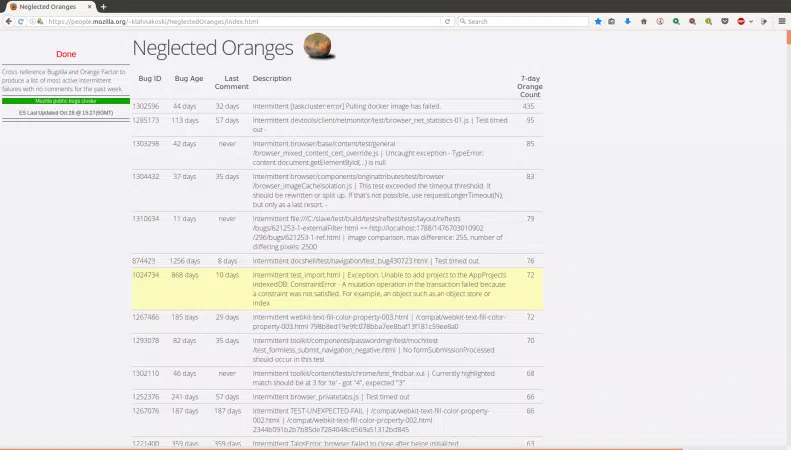 Neglected Oranges
https://people.mozilla.org/~klahnakoski/NeglectedOranges/index.html
Search
Done
Cross-reference Bugzilla and Orange Factor to
produce a list of most active intermittent
failures with no comments for the past week.
Mozilla public bugs cluster
ES Last Updated Oct 28 @ 15:27(GMT)
Neglected Oranges
Bug ID Bug Age Last Comment Description 7-day Orange Count
1302596 44 days 32 days Intermittent [taskcluster:error] Pulling docker image has failed. 435
1285173 113 days 57 days Intermittent devtools/client/netmonitor/test/browser_net_statistics-01.js | Test timed
out -
95
1303298 42 days never Intermittent browser/base/content/test/general
/browser_mixed_content_cert_override.js | Uncaught exception - TypeError:
content.document.getElementById(...) is null
85
1304432 37 days 35 days Intermittent browser/components/originattributes/test/browser
/browser_imageCacheIsolation.js | This test exceeded the timeout threshold. It
should be rewritten or split up. If that's not possible, use requestLongerTimeout(N),
but only as a last resort. -
83
1310634 11 days never Intermittent file:///C:/slave/test/build/tests/reftest/tests/layout/reftests
/bugs/621253-1-externalFilter.html == http://localhost:1788/1476703010902
/296/bugs/621253-1-ref.html | image comparison, max difference: 255, number of
differing pixels: 2500
79
874423 1256 days 8 days Intermittent docshell/test/navigation/test_bug430723.html | Test timed out. 76
1024734 868 days 10 days Intermittent test_import.html | Exception: Unable to add project to the AppProjects
indexedDB: ConstraintError - A mutation operation in the transaction failed because
a constraint was not satisfied. For example, an object such as an object store or
index
72
1267486 185 days 29 days Intermittent webkit-text-fill-color-property-003.html | /compat/webkit-text-fill-color-
property-003.html 798b8ed19e9fc078bba7ee8baf13f181c59ee8a0
72
1293078 82 days 35 days Intermittent toolkit/components/passwordmgr/test/mochitest
/test_formless_submit_navigation_negative.html | No formSubmissionProcessed
should occur in this test
70
1302110 46 days never Intermittent toolkit/content/tests/chrome/test_findbar.xul | Currently highlighted
match should be at 3 for 'te' - got "4", expected "3"
68
1252376 241 days 57 days Intermittent browser_privatetabs.js | Test timed out 66
1267076 187 days 187 days Intermittent TEST-UNEXPECTED-FAIL | /compat/webkit-text-fill-color-property-
002.html | /compat/webkit-text-fill-color-property-002.html
2344b091b2b7b85de7284048cd569a51312bd845
66
1221400 359 days 359 days Intermittent TalosError: browser failed to close after being initialized 63